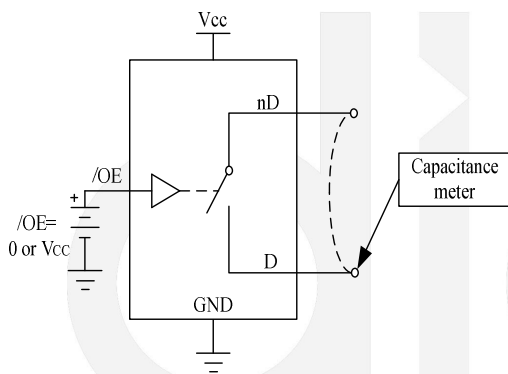 Vcc
nD
/OE
+
/OE=
0 or VCC
D
GND
Capacitance
meter